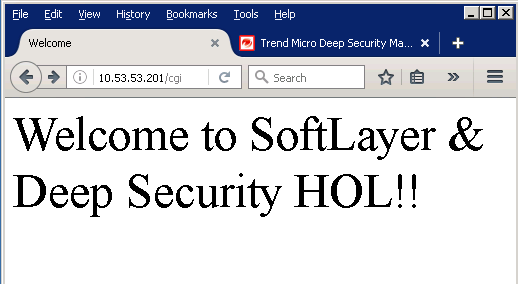 File Edit View History Bookmarks Tools Help
Welcome Trend Micro Deep Security Ma...
10.53.53.201/cgi Search
Welcome to SoftLayer &
Deep Security HOL!!